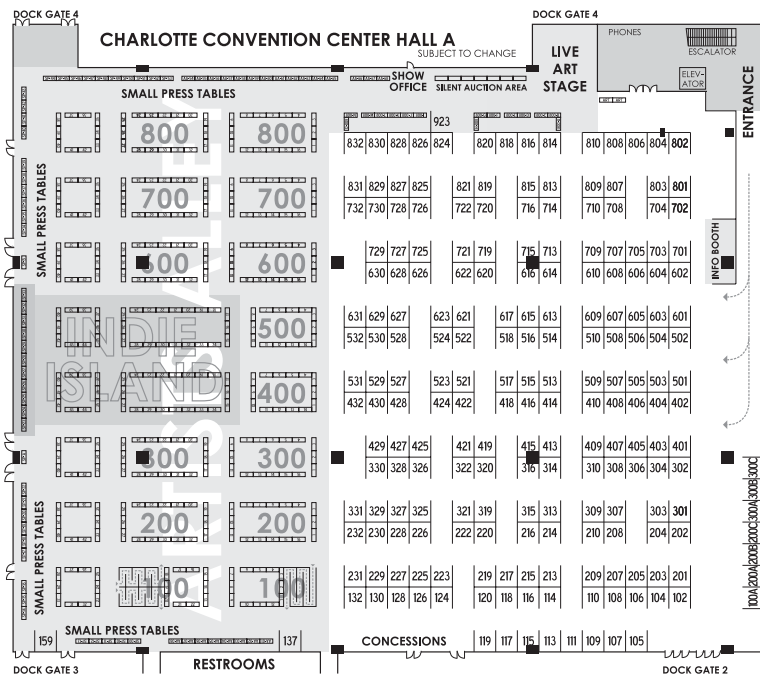 DOCK GATE 4
DOCK GATE 4
CHARLOTTE CONVENTION CENTER HALL A
SUBJECT TO CHANGE
PHONES
ESCALATOR
LIVE
ART
STAGE
SHOW
OFFICE
SILENT AUCTION AREA
ELEV-
ATOR
ENTRANCE
SMALL PRESS TABLES
923
800 800
832 830 828 826 824 820 818 816 814 810 808 806 804 802
SMALL PRESS TABLES
ARTIST'S ALLEY
700 700
831 829 827 825 821 819 815 813 809 807 803 801
732 730 728 726 722 720 716 714 710 708 704 702
INFO BOOTH
600 600
729 727 725 721 719 715 713 709 707 705 703 701
630 628 626 622 620 616 614 610 608 606 604 602
INDIE
ISLAND
500
631 629 627 623 621 617 615 613 609 607 605 603 601
532 530 528 524 522 518 516 514 510 508 506 504 502
400
531 529 527 523 521 517 515 513 509 507 505 503 501
432 430 428 424 422 418 416 414 410 408 406 404 402
300 300
429 427 425 421 419 415 413 409 407 405 403 401
330 328 326 322 320 316 314 310 308 306 304 302
SMALL PRESS TABLES
200 200
331 329 327 325 321 319 315 313 309 307 303 301
232 230 228 226 222 220 216 214 210 208 204 202
100A 200A 200B 200C 300A 300B 300C
100 100
231 229 227 225 223 219 217 215 213 209 207 205 203 201
132 130 128 126 124 120 118 116 114 110 108 106 104 102
159
SMALL PRESS TABLES
137
CONCESSIONS
119 117 115 113 111 109 107 105
DOCK GATE 3
RESTROOMS
DOCK GATE 2